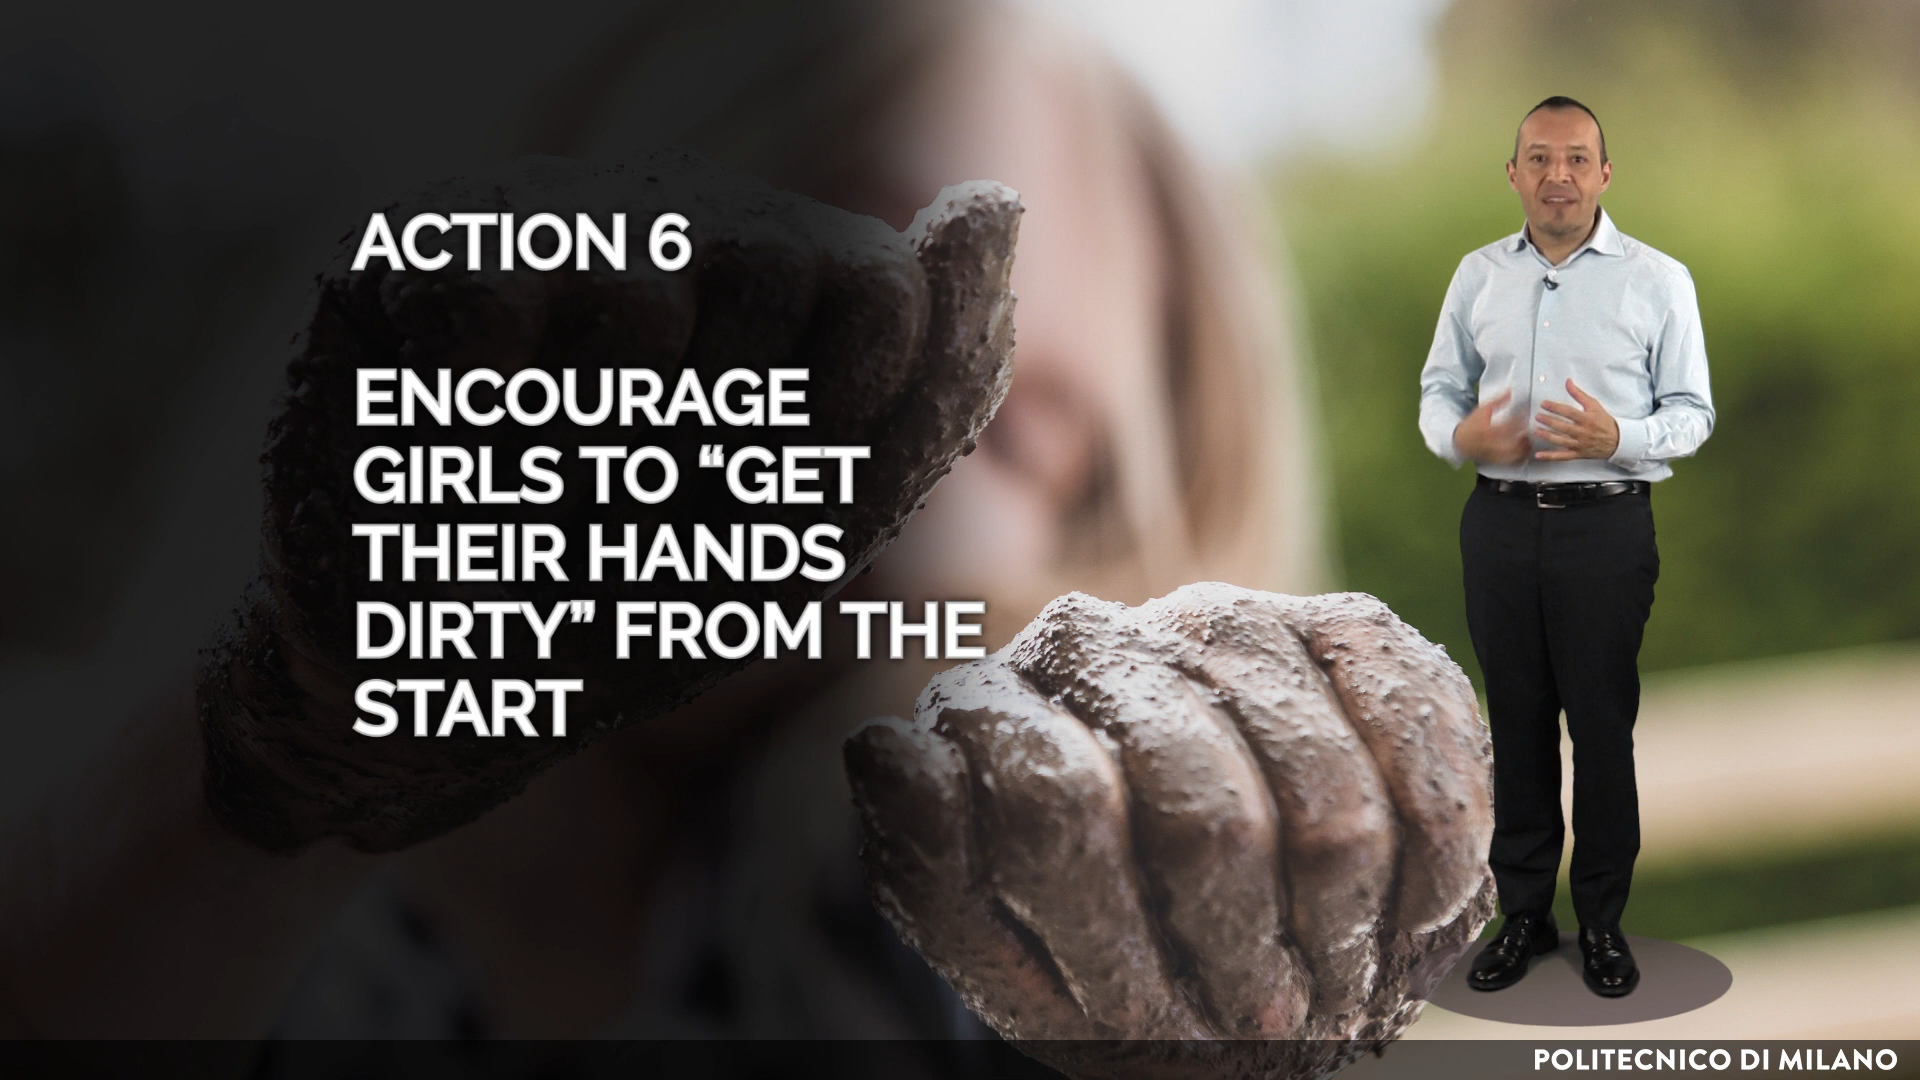 ACTION 6
ENCOURAGE
GIRLS TO “GET
THEIR HANDS
DIRTY” FROM THE
START
POLITECNICO DI MILANO